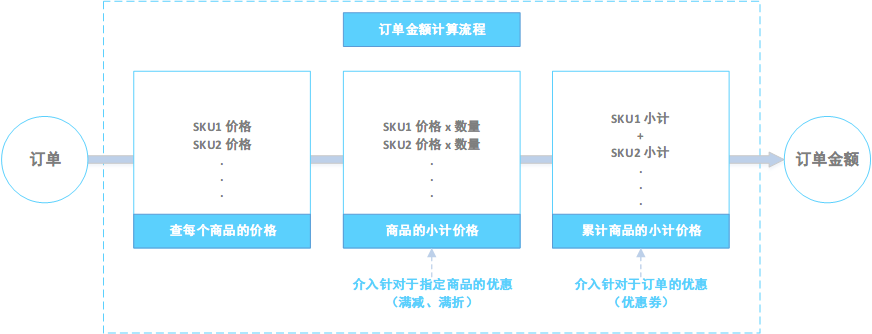 订单金额计算流程
订单
SKU1 价格
SKU2 价格
.
.
.
查每个商品的价格
SKU1 价格 x 数量
SKU2 价格 x 数量
.
.
.
商品的小计价格
SKU1 小计
+
SKU2 小计
.
.
.
累计商品的小计价格
订单金额
介入针对于指定商品的优惠
（满减、满折）
介入针对于订单的优惠
（优惠券）